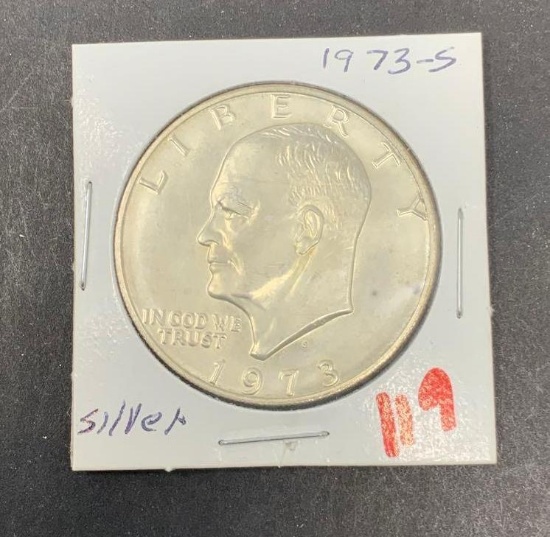 1973-S
LIBERTY
IN GOD WE
TRUST
1973
silver
119